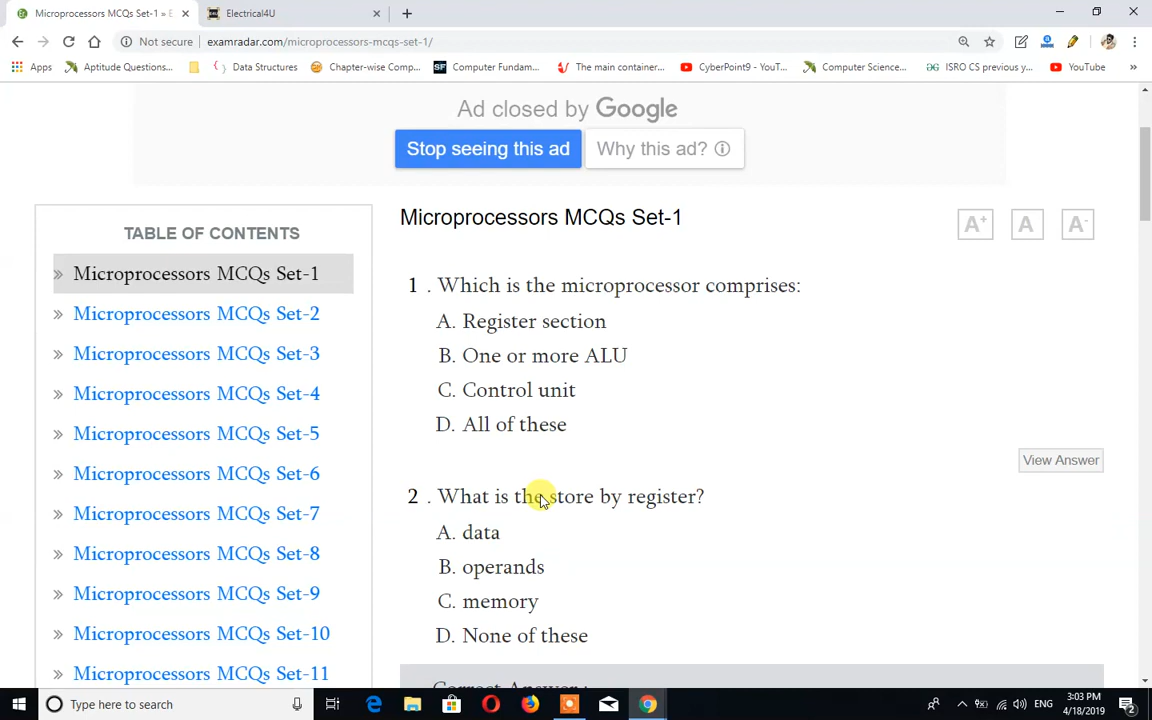 Microprocessors MCQs Set-1 » E
Electrical4U
Not secure
examradar.com/microprocessors-mcqs-set-1/
Apps
Aptitude Questions...
Data Structures
Chapter-wise Comp...
Computer Fundam...
The main container...
CyberPoint9 - YouT...
Computer Science...
ISRO CS previous y...
YouTube
»
Ad closed by Google
Stop seeing this ad
Why this ad?
TABLE OF CONTENTS
» Microprocessors MCQs Set-1
» Microprocessors MCQs Set-2
» Microprocessors MCQs Set-3
» Microprocessors MCQs Set-4
» Microprocessors MCQs Set-5
» Microprocessors MCQs Set-6
» Microprocessors MCQs Set-7
» Microprocessors MCQs Set-8
» Microprocessors MCQs Set-9
» Microprocessors MCQs Set-10
» Microprocessors MCQs Set-11
Microprocessors MCQs Set-1
A+
A
A-
1 . Which is the microprocessor comprises:
A. Register section
B. One or more ALU
C. Control unit
D. All of these
View Answer
2 . What is the store by register?
A. data
B. operands
C. memory
D. None of these
Correct Answer :
Type here to search
ENG
3:03 PM
4/18/2019
2